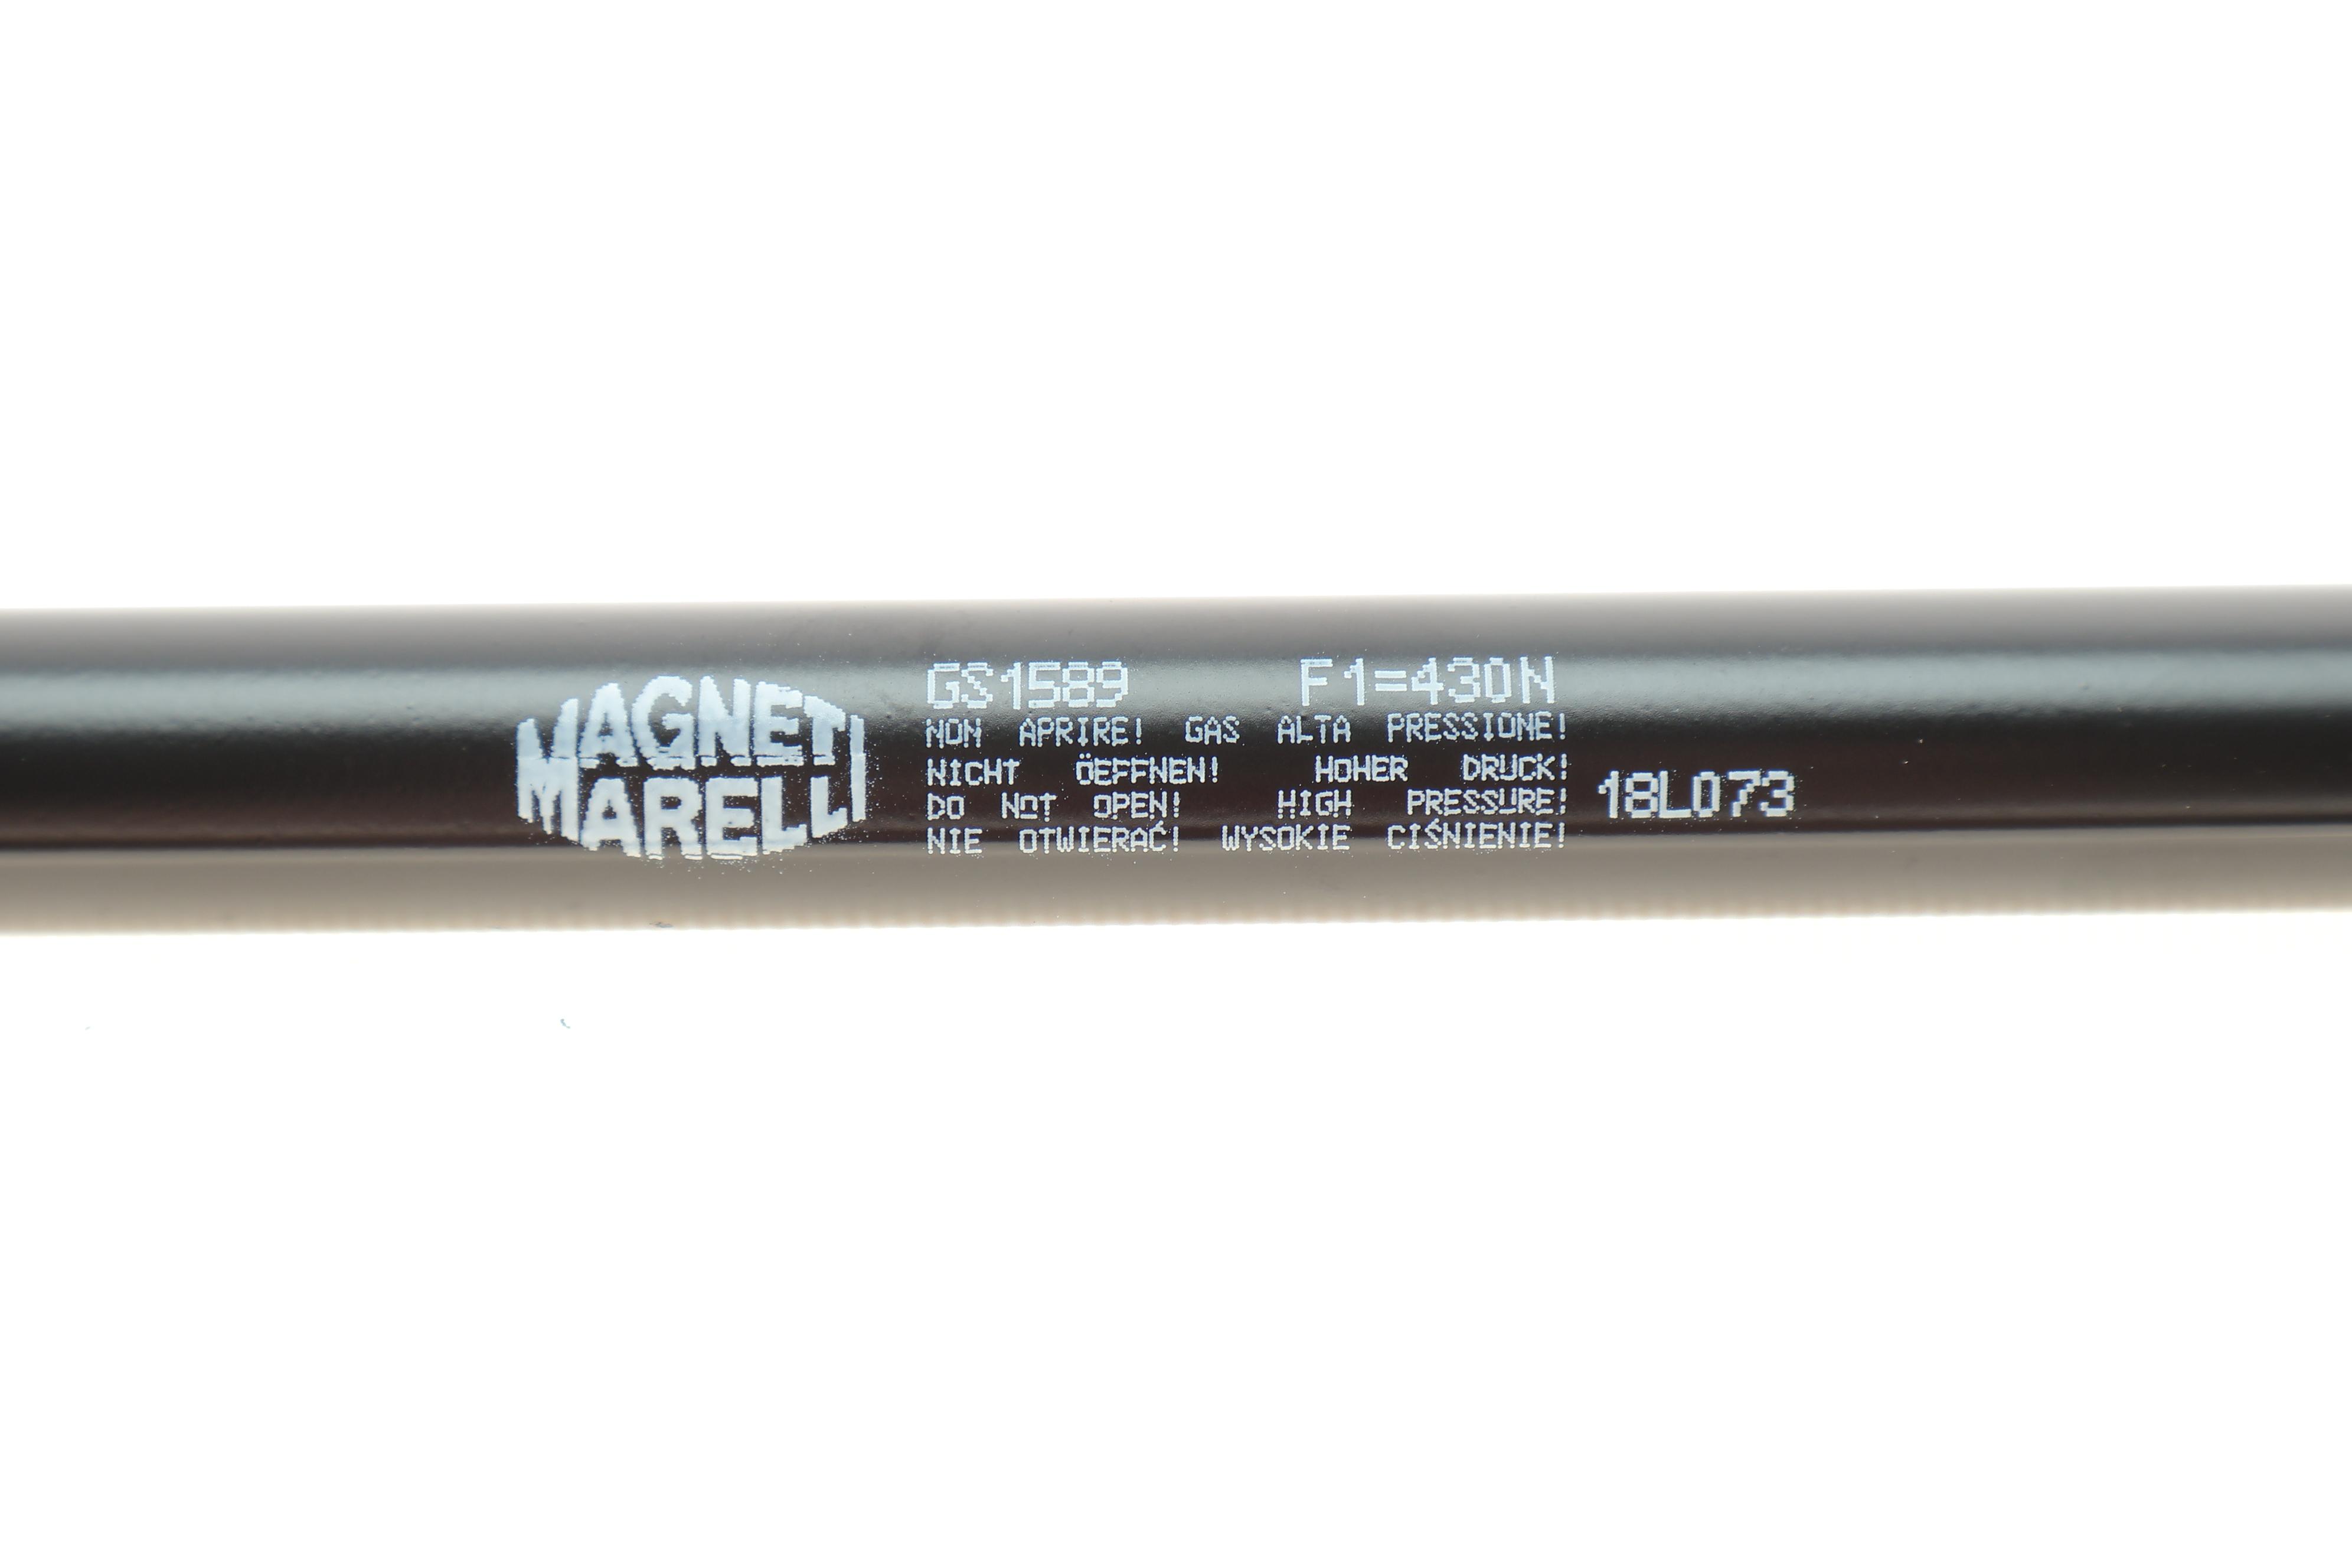 MAGNETI
MARELLI
GS1589 F1=430N
NON APRIRE! GAS ALTA PRESSIONE!
NICHT ÖEFFNEN! HOHER DRUCK!
DO NOT OPEN! HIGH PRESSURE!
NIE OTWIERAĆ! WYSOKIE CIŚNIENIE!
18L073